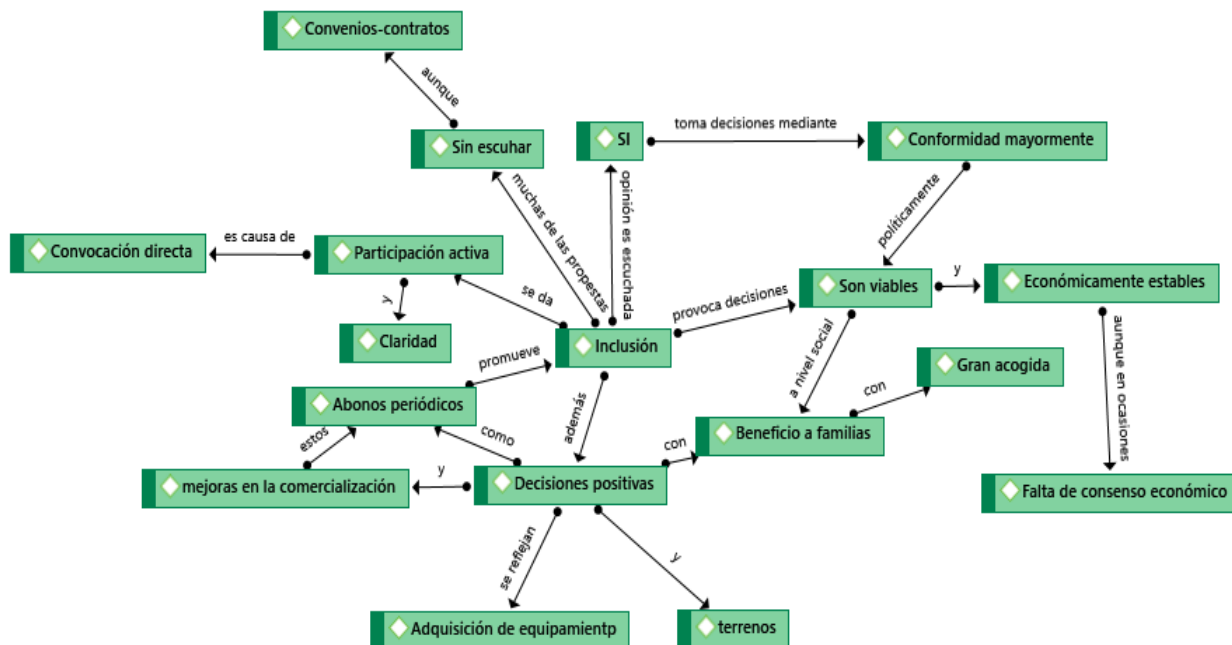 Convenios-contratos
aunque
Sin escuhar
SI
toma decisiones mediante
Conformidad mayormente
muchas de las propestas
opinión es escuchada
políticamente
Convocación directa
es causa de
Participación activa
se da
y
Claridad
Inclusión
provoca decisiones
Son viables
y
Económicamente estables
promueve
a nivel social
aunque en ocasiones
Gran acogida
Abonos periódicos
además
con
estos
como
Beneficio a familias
con
mejoras en la comercialización
y
Decisiones positivas
Falta de consenso económico
se reflejan
y
Adquisición de equipamientp
terrenos